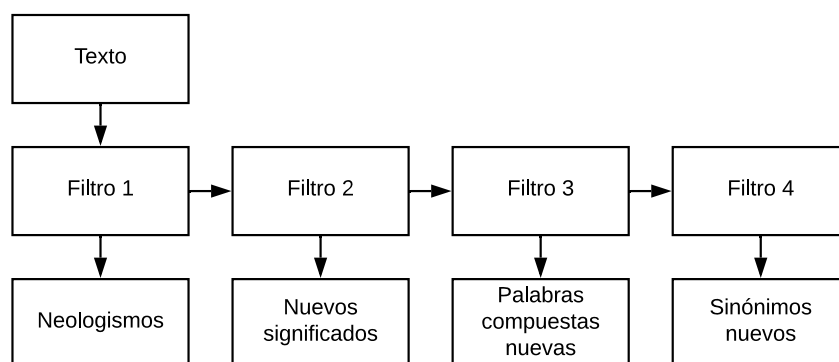 Texto
Filtro 1
Filtro 2
Filtro 3
Filtro 4
Neologismos
Nuevos
significados
Palabras
compuestas
nuevas
Sinónimos
nuevos